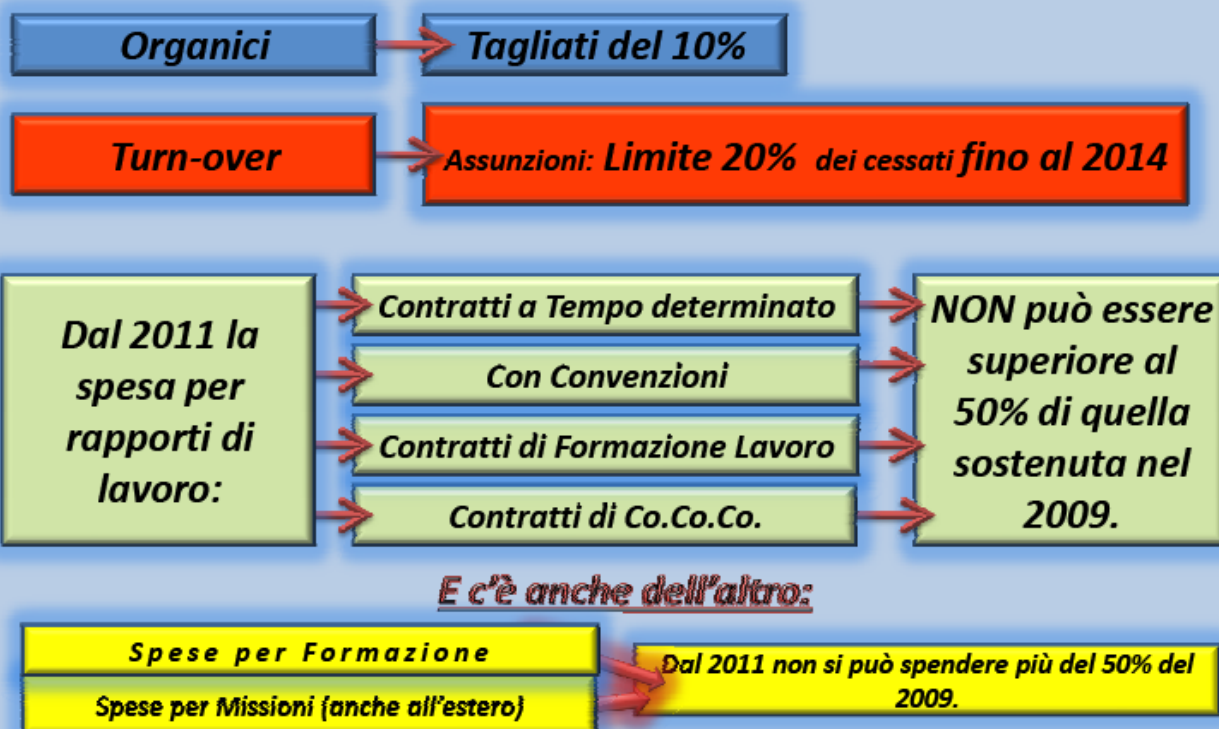 Organici
Tagliati del 10%
Turn-over
Assunzioni: Limite 20% dei cessati fino al 2014
Dal 2011 la
spesa per
rapporti di
lavoro:
Contratti a Tempo determinato
Con Convenzioni
Contratti di Formazione Lavoro
Contratti di Co.Co.Co.
NON può essere
superiore al
50% di quella
sostenuta nel
2009.
E c'è anche dell'altro:
Spese per Formazione
Spese per Missioni (anche all'estero)
Dal 2011 non si può spendere più del 50% del
2009.